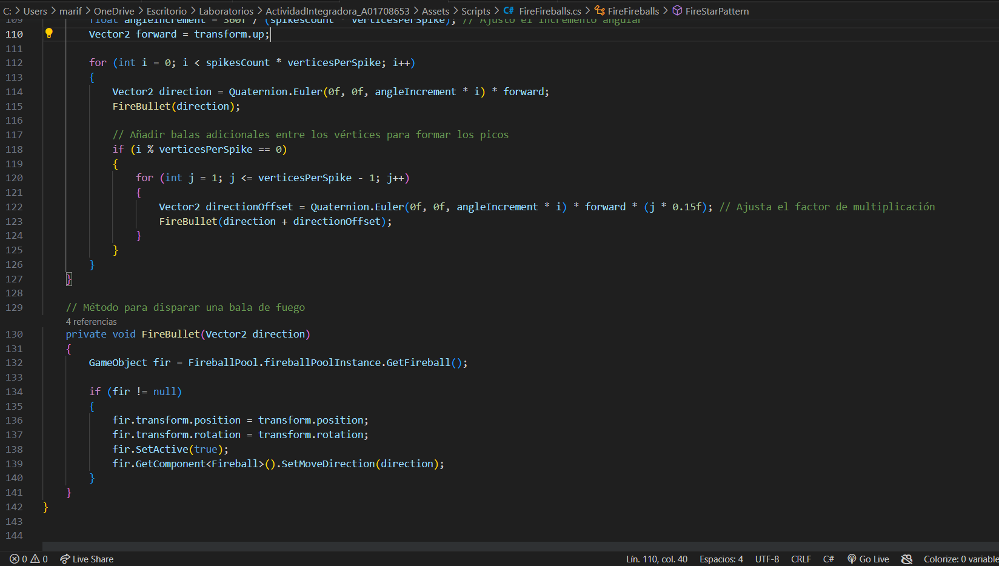 C: > Users > marif > OneDrive > Escritorio > Laboratorios > ActividadIntegradora_A01708653 > Assets > Scripts > C# FireFireballs.cs > FireFireballs > FireStarPattern
109 float angleIncrement = 360f / (spikesCount * verticesPerSpike); // Ajusto el incremento angular
110 Vector2 forward = transform.up;
111
112 for (int i = 0; i < spikesCount * verticesPerSpike; i++)
113 {
114 Vector2 direction = Quaternion.Euler(0f, 0f, angleIncrement * i) * forward;
115 FireBullet(direction);
116
117 // Añadir balas adicionales entre los vértices para formar los picos
118 if (i % verticesPerSpike == 0)
119 {
120 for (int j = 1; j <= verticesPerSpike - 1; j++)
121 {
122 Vector2 directionOffset = Quaternion.Euler(0f, 0f, angleIncrement * i) * forward * (j * 0.15f); // Ajusta el factor de multiplicación
123 FireBullet(direction + directionOffset);
124 }
125 }
126 }
127 }
128
129 // Método para disparar una bala de fuego
4 referencias
130 private void FireBullet(Vector2 direction)
131 {
132 GameObject fir = FireballPool.fireballPoolInstance.GetFireball();
133
134 if (fir != null)
135 {
136 fir.transform.position = transform.position;
137 fir.transform.rotation = transform.rotation;
138 fir.SetActive(true);
139 fir.GetComponent<Fireball>().SetMoveDirection(direction);
140 }
141 }
142 }
143
144
0 0 Live Share Lín. 110, col. 40 Espacios: 4 UTF-8 CRLF C# Go Live Colorize: 0 variable